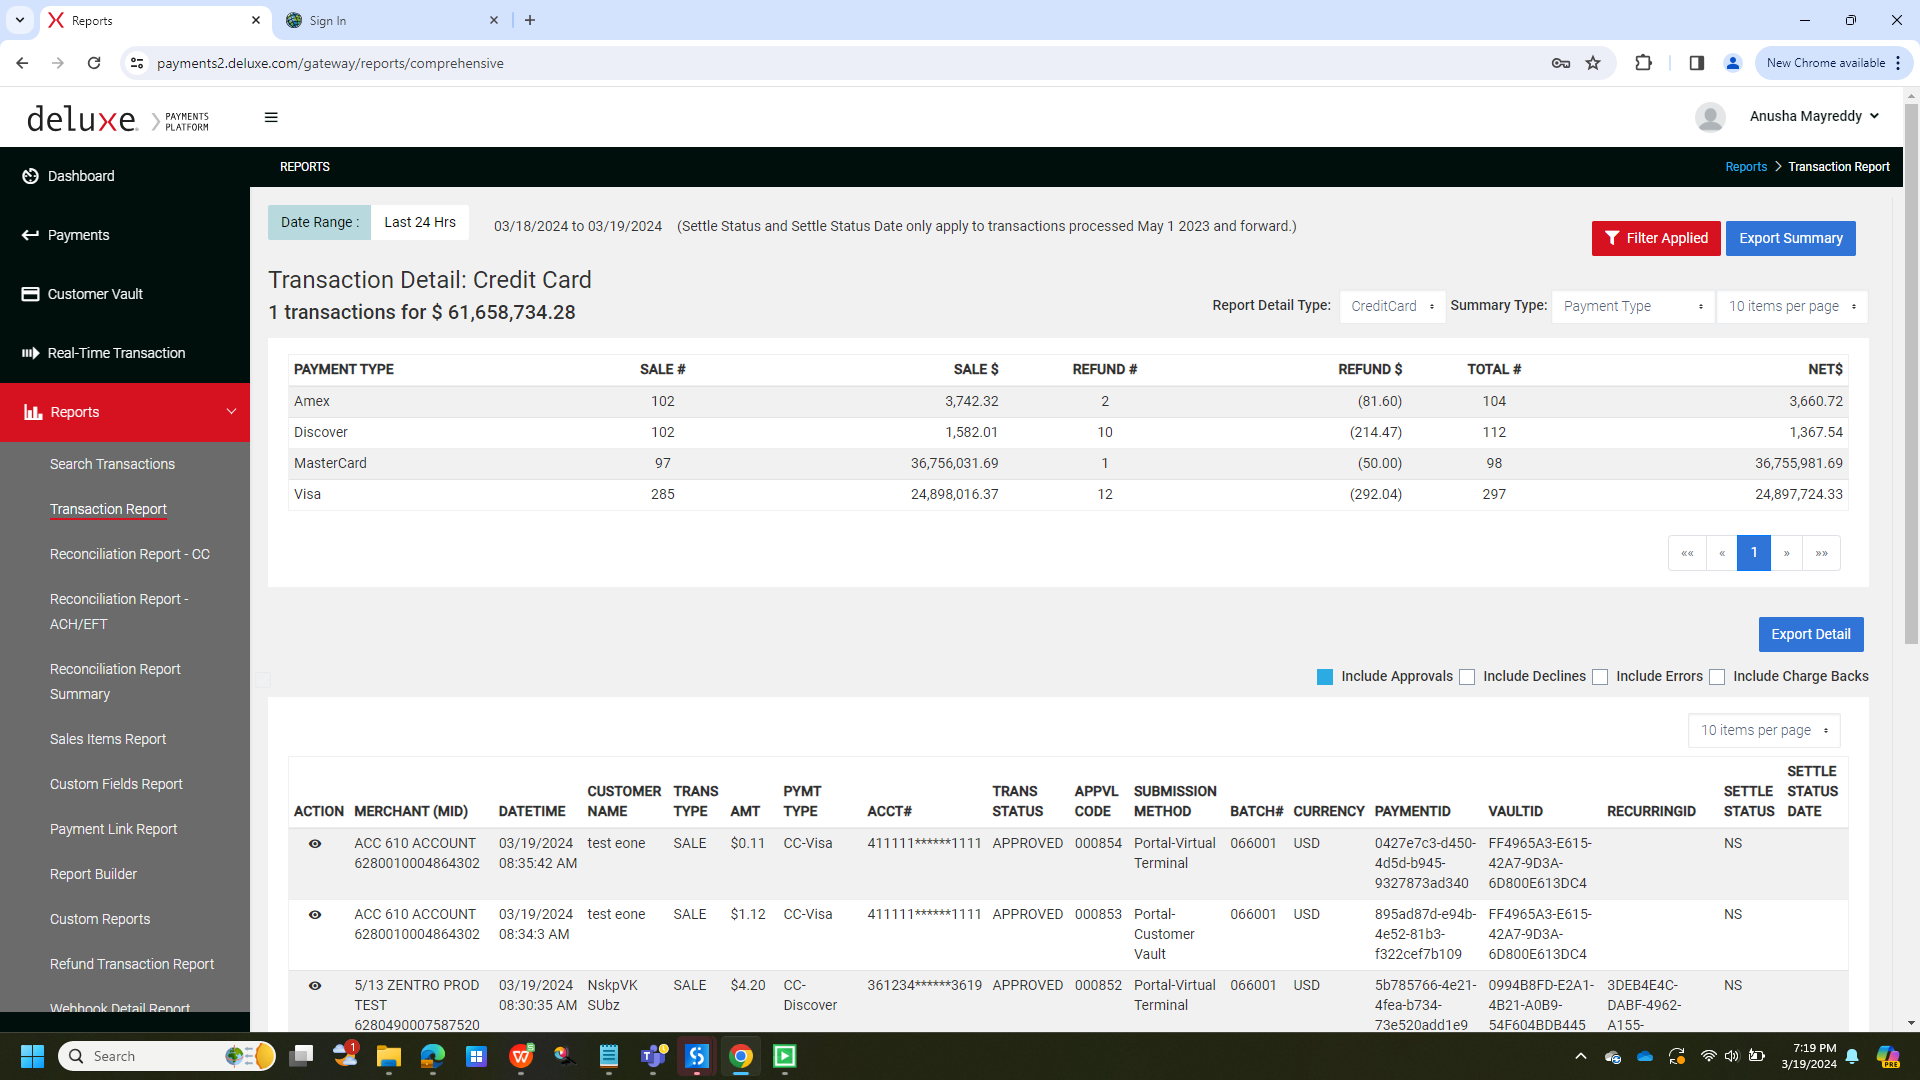 Reports
Sign In
payments2.deluxe.com/gateway/reports/comprehensive
New Chrome available
deluxe. PAYMENTS PLATFORM
Anusha Mayreddy
REPORTS
Reports > Transaction Report
Dashboard
Payments
Customer Vault
Real-Time Transaction
Reports
Search Transactions
Transaction Report
Reconciliation Report - CC
Reconciliation Report -
ACH/EFT
Reconciliation Report
Summary
Sales Items Report
Custom Fields Report
Payment Link Report
Report Builder
Custom Reports
Refund Transaction Report
Webhook Detail Report
Date Range : Last 24 Hrs 03/18/2024 to 03/19/2024 (Settle Status and Settle Status Date only apply to transactions processed May 1 2023 and forward.)
Filter Applied Export Summary
Transaction Detail: Credit Card
1 transactions for $ 61,658,734.28
Report Detail Type: CreditCard Summary Type: Payment Type 10 items per page
PAYMENT TYPE SALE # SALE $ REFUND # REFUND $ TOTAL # NET$
Amex 102 3,742.32 2 (81.60) 104 3,660.72
Discover 102 1,582.01 10 (214.47) 112 1,367.54
MasterCard 97 36,756,031.69 1 (50.00) 98 36,755,981.69
Visa 285 24,898,016.37 12 (292.04) 297 24,897,724.33
«« « 1 » »»
Export Detail
Include Approvals Include Declines Include Errors Include Charge Backs
10 items per page
ACTION MERCHANT (MID) DATETIME CUSTOMER NAME TRANS TYPE AMT PYMT TYPE ACCT# TRANS STATUS APPVL CODE SUBMISSION METHOD BATCH# CURRENCY PAYMENTID VAULTID RECURRINGID SETTLE STATUS SETTLE STATUS DATE
ACC 610 ACCOUNT 03/19/2024 test eone SALE $0.11 CC-Visa 411111******1111 APPROVED 000854 Portal-Virtual 066001 USD 0427e7c3-d450- FF4965A3-E615- NS
6280010004864302 08:35:42 AM Terminal 4d5d-b945- 42A7-9D3A-
9327873ad340 6D800E613DC4
ACC 610 ACCOUNT 03/19/2024 test eone SALE $1.12 CC-Visa 411111******1111 APPROVED 000853 Portal- 066001 USD 895ad87d-e94b- FF4965A3-E615- NS
6280010004864302 08:34:3 AM Customer 4e52-81b3- 42A7-9D3A-
Vault f322cef7b109 6D800E613DC4
5/13 ZENTRO PROD 03/19/2024 NskpVK SALE $4.20 CC- 361234******3619 APPROVED 000852 Portal-Virtual 066001 USD 5b785766-4e21- 0994B8FD-E2A1- 3DEB4E4C- NS
TEST 08:30:35 AM SUbz Discover Terminal 4fea-b734- 4B21-A0B9- DABF-4962-
6280490007587520 73e520add1e9 54F604BDB445 A155-
Search
1
7:19 PM
3/19/2024
PRE